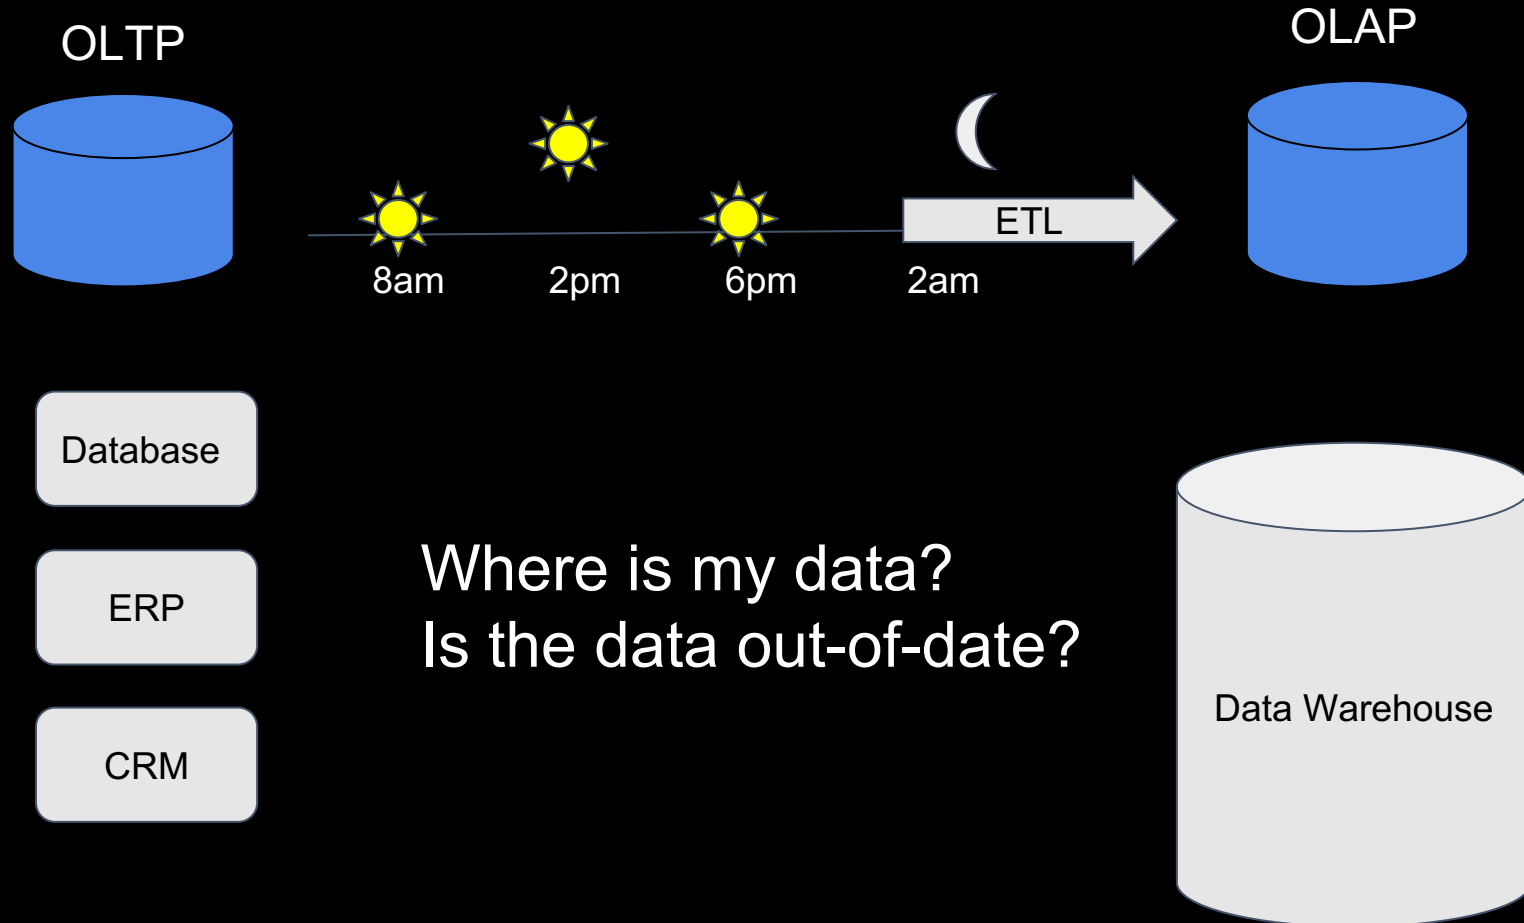 OLTP
OLAP
ETL
8am
2pm
6pm
2am
Database
ERP
CRM
Where is my data?
Is the data out-of-date?
Data Warehouse